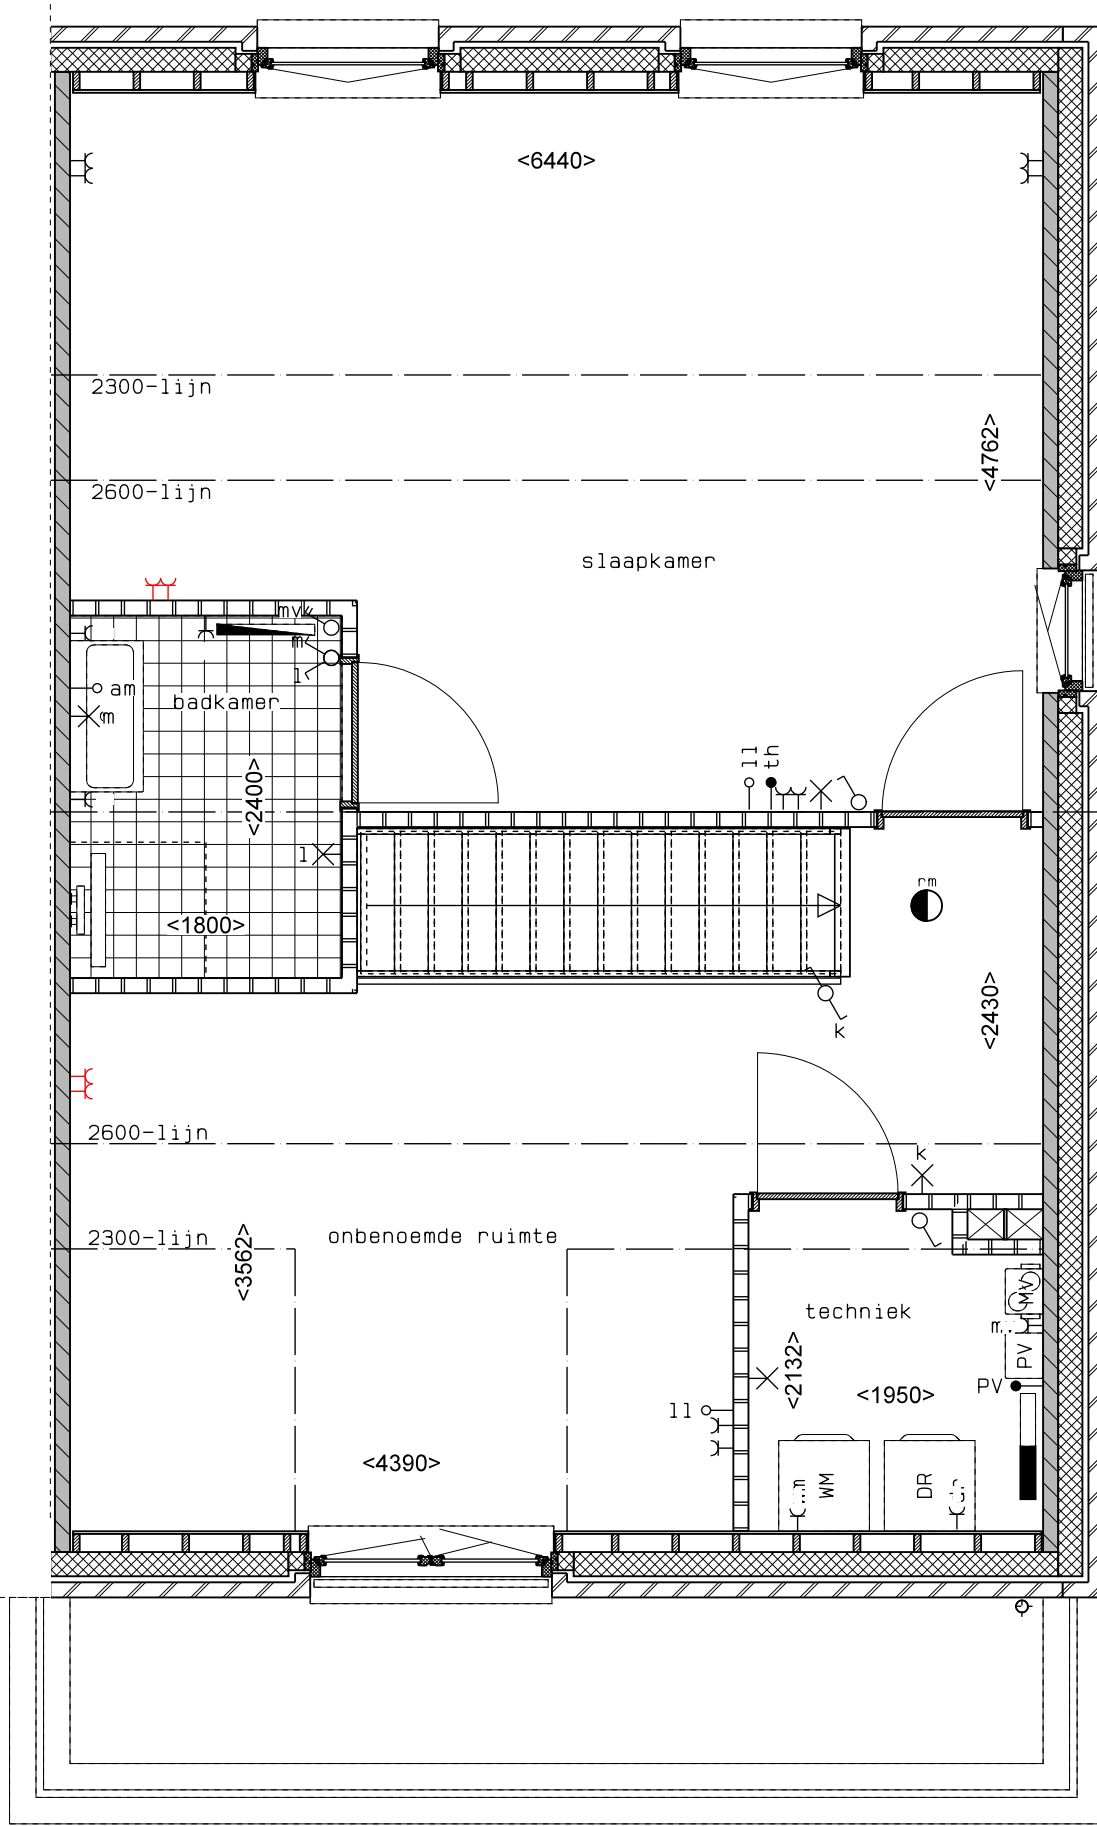 <6440>
2300-lijn
<4762>
2600-lijn
slaapkamer
mv
m
l
am
badkamer
m
ll
th
<2400>
l
rm
<1800>
<2430>
k
2600-lijn
k
2300-lijn
onbenoemde ruimte
<3562>
MV
techniek
PV
<2132>
PV
<1950>
ll
<4390>
WM
DR